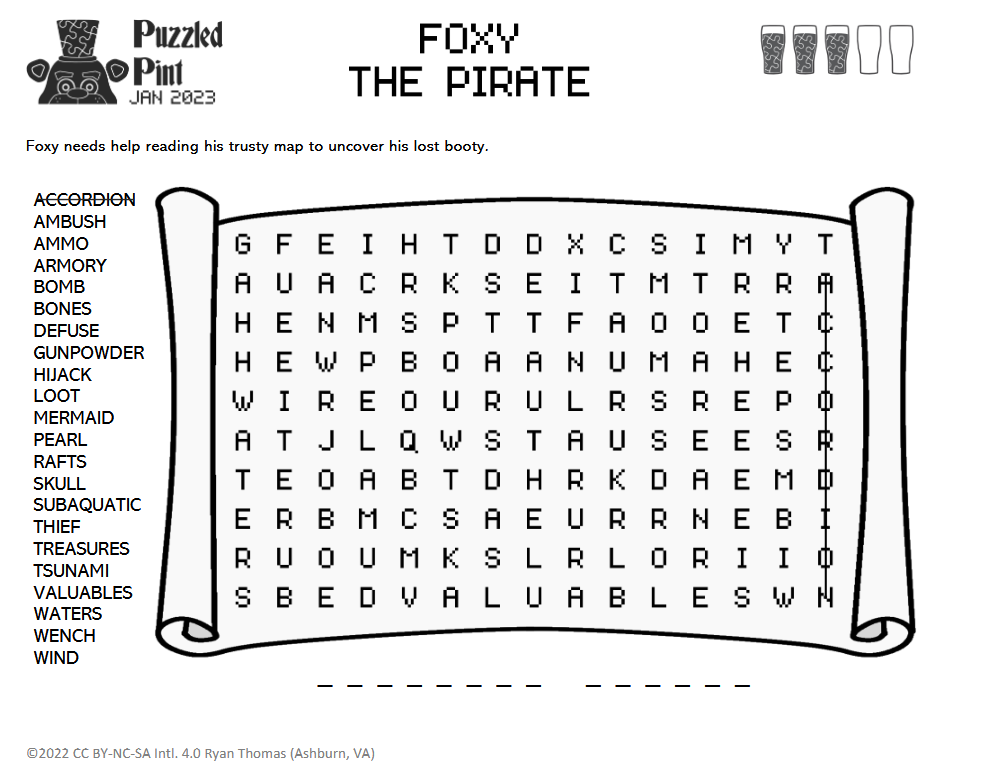 Puzzled
Pint
JAN 2023
FOXY
THE PIRATE
Foxy needs help reading his trusty map to uncover his lost booty.
ACCORDION
AMBUSH
AMMO
ARMORY
BOMB
BONES
DEFUSE
GUNPOWDER
HIJACK
LOOT
MERMAID
PEARL
RAFTS
SKULL
SUBAQUATIC
THIEF
TREASURES
TSUNAMI
VALUABLES
WATERS
WENCH
WIND
G F E I H T D D X C S I M Y T
A U A C R K S E I T M T R R A
H E N M S P T T F A O O E T C
H E W P B O A A N U M A H E C
W I R E O U R U L R S R E P O
A T J L Q W S T A U S E E S R
T E O A B T D H R K D A E M D
E R B M C S A E U R R N E B I
R U O U M K S L R L O R I I O
S B E D V A L U A B L E S W N
_ _ _ _ _ _ _ _ _ _ _ _ _ _
©2022 CC BY-NC-SA Intl. 4.0 Ryan Thomas (Ashburn, VA)